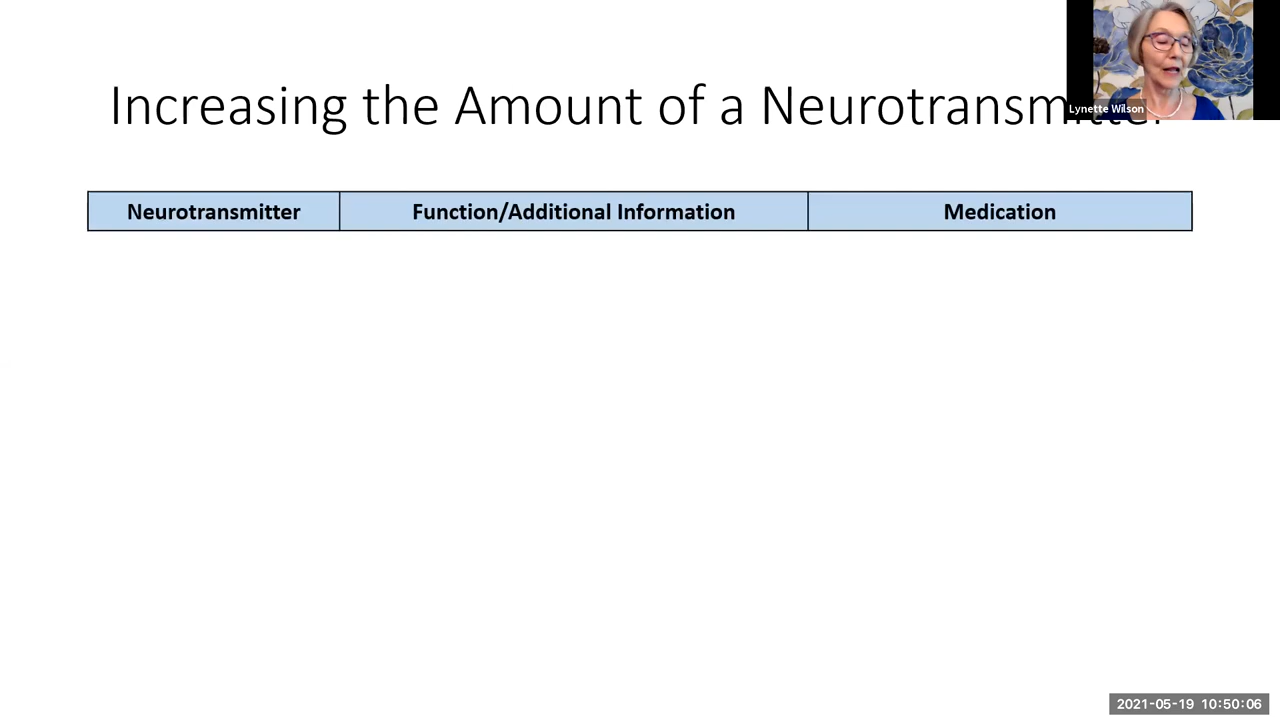 Increasing the Amount of a Neurotransmitter
Lynette Wilson
Neurotransmitter Function/Additional Information Medication
2021-05-19 10:50:06